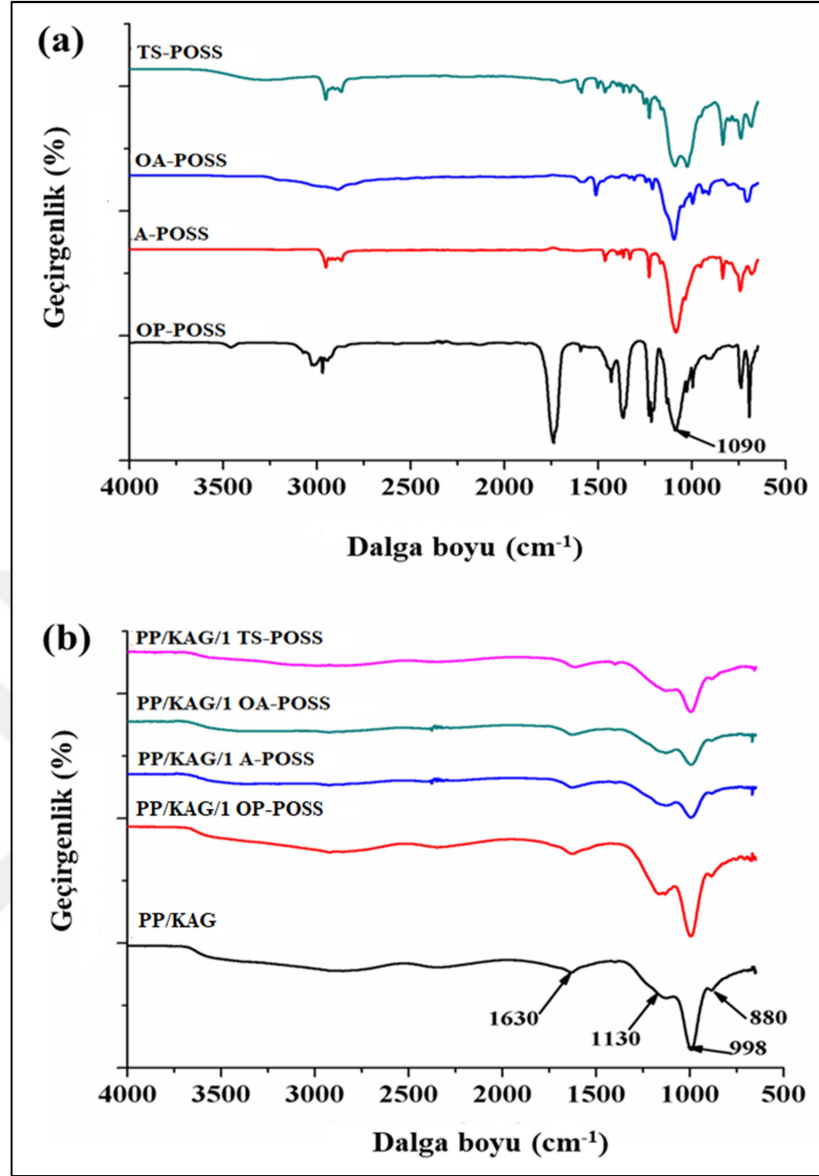 (a)
TS-POSS
OA-POSS
A-POSS
OP-POSS
1090
Geçirgenlik (%)
4000 3500 3000 2500 2000 1500 1000 500
Dalga boyu (cm⁻¹)
(b)
PP/KAG/1 TS-POSS
PP/KAG/1 OA-POSS
PP/KAG/1 A-POSS
PP/KAG/1 OP-POSS
PP/KAG
1630
1130
880
998
Geçirgenlik (%)
4000 3500 3000 2500 2000 1500 1000 500
Dalga boyu (cm⁻¹)